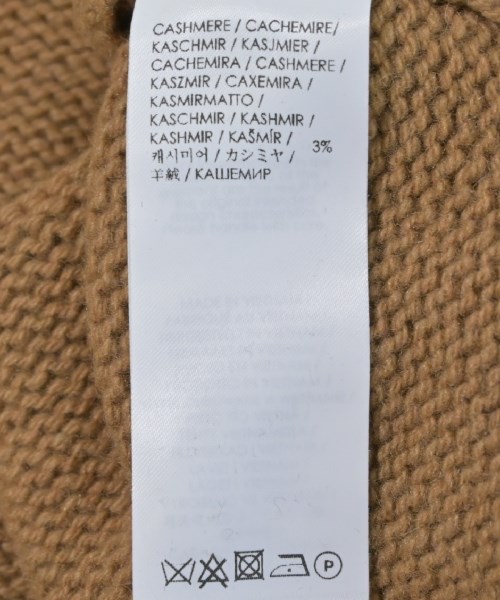 CASHMERE / CACHEMIRE/
KASCHMIR / KASJMIER /
CACHEMIRA / CASHMERE /
KASZMIR / CAXEMIRA /
KASMIRMATTO /
KASCHMIR / KASHMIR /
KASHMIR / KAŠMÍR /
캐시미어 / カシミヤ / 3%
羊絨 / КАШЕМИР
P